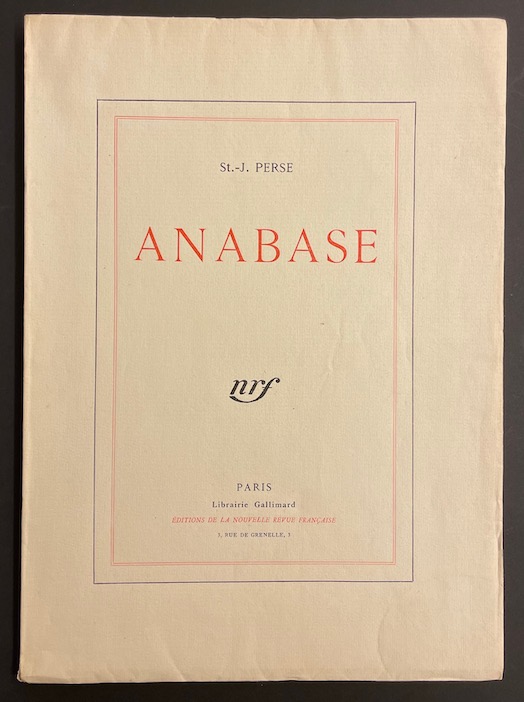 St.-J. PERSE
ANABASE
nrf
PARIS
Librairie Gallimard
ÉDITIONS DE LA NOUVELLE REVUE FRANÇAISE
3, RUE DE GRENELLE, 3